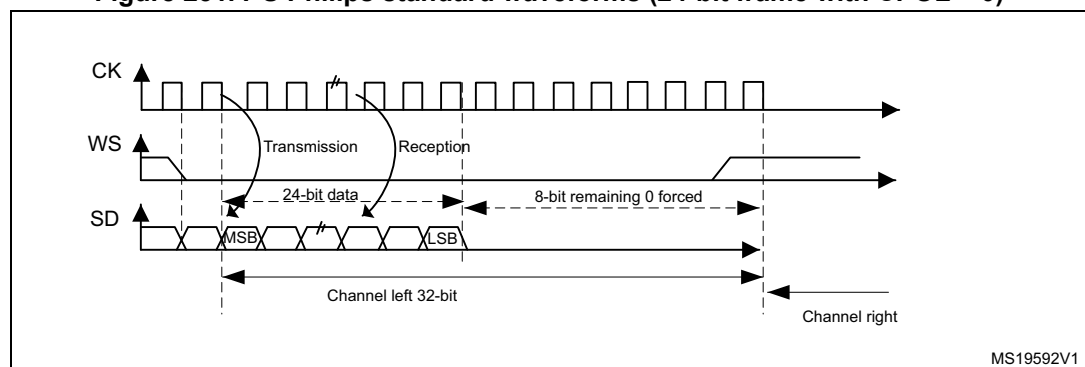 CK
WS
Transmission
Reception
24-bit data
8-bit remaining 0 forced
SD
MSB
LSB
Channel left 32-bit
Channel right
MS19592V1